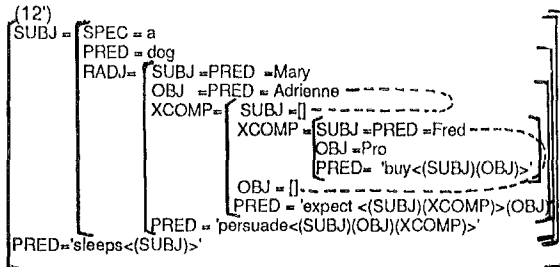 (12')
SUBJ = SPEC = a
PRED = dog
RADJ= SUBJ =PRED =Mary
OBJ =PRED = Adrienne
XCOMP= SUBJ =[]
XCOMP =SUBJ =PRED =Fred
OBJ =Pro
PRED= 'buy<(SUBJ)(OBJ)>'
OBJ = []
PRED = 'expect <(SUBJ)(XCOMP)>(OBJ)
PRED = 'persuade<(SUBJ)(OBJ)(XCOMP)>'
PRED='sleeps<(SUBJ)>'